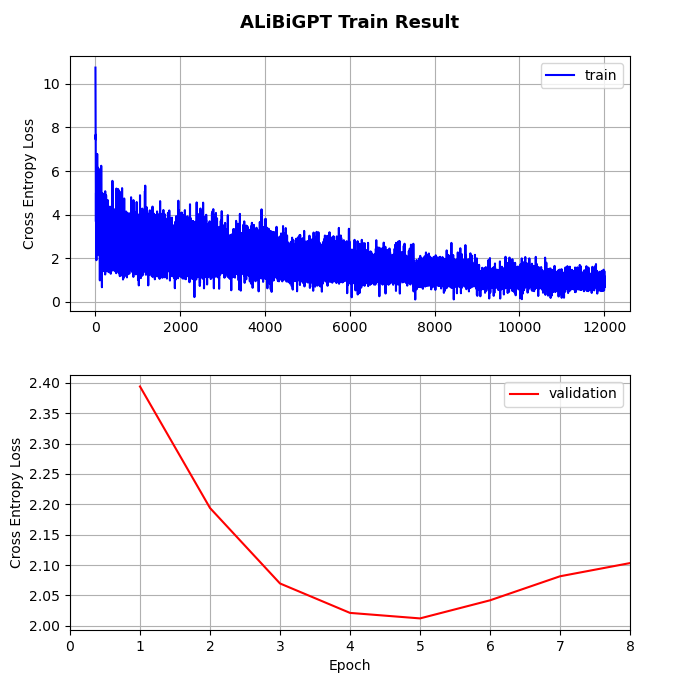 ALiBiGPT Train Result
Cross Entropy Loss
10
8
6
4
2
0
train
0 2000 4000 6000 8000 10000 12000
Cross Entropy Loss
2.40
2.35
2.30
2.25
2.20
2.15
2.10
2.05
2.00
validation
0 1 2 3 4 5 6 7 8
Epoch